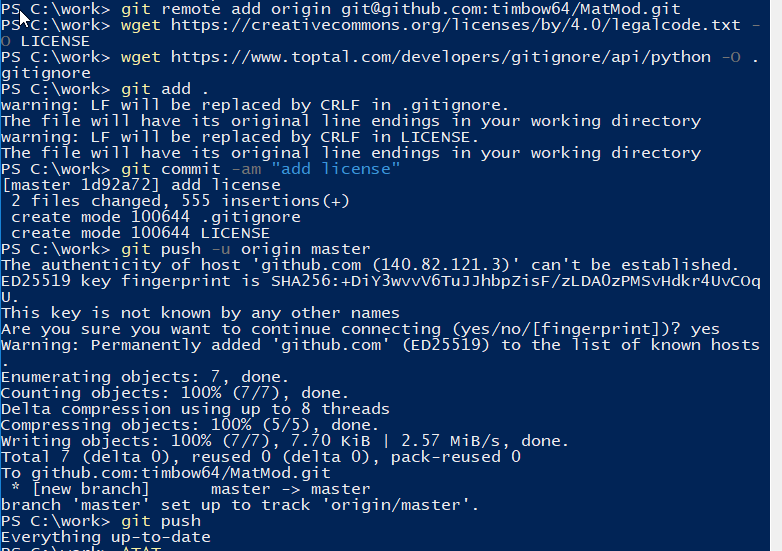 PS C:\work> git remote add origin git@github.com:timbow64/MatMod.git
PS C:\work> wget https://creativecommons.org/licenses/by/4.0/legalcode.txt -
O LICENSE
PS C:\work> wget https://www.toptal.com/developers/gitignore/api/python -O .
gitignore
PS C:\work> git add .
warning: LF will be replaced by CRLF in .gitignore.
The file will have its original line endings in your working directory
warning: LF will be replaced by CRLF in LICENSE.
The file will have its original line endings in your working directory
PS C:\work> git commit -am "add license"
[master 1d92a72] add license
 2 files changed, 555 insertions(+)
 create mode 100644 .gitignore
 create mode 100644 LICENSE
PS C:\work> git push -u origin master
The authenticity of host 'github.com (140.82.121.3)' can't be established.
ED25519 key fingerprint is SHA256:+DiY3wvvV6TuJJhbpZisF/zLDA0zPMSvHdkr4UvCOq
U.
This key is not known by any other names
Are you sure you want to continue connecting (yes/no/[fingerprint])? yes
Warning: Permanently added 'github.com' (ED25519) to the list of known hosts
.
Enumerating objects: 7, done.
Counting objects: 100% (7/7), done.
Delta compression using up to 8 threads
Compressing objects: 100% (5/5), done.
Writing objects: 100% (7/7), 7.70 KiB | 2.57 MiB/s, done.
Total 7 (delta 0), reused 0 (delta 0), pack-reused 0
To github.com:timbow64/MatMod.git
 * [new branch]      master -> master
branch 'master' set up to track 'origin/master'.
PS C:\work> git push
Everything up-to-date
PS C:\work>